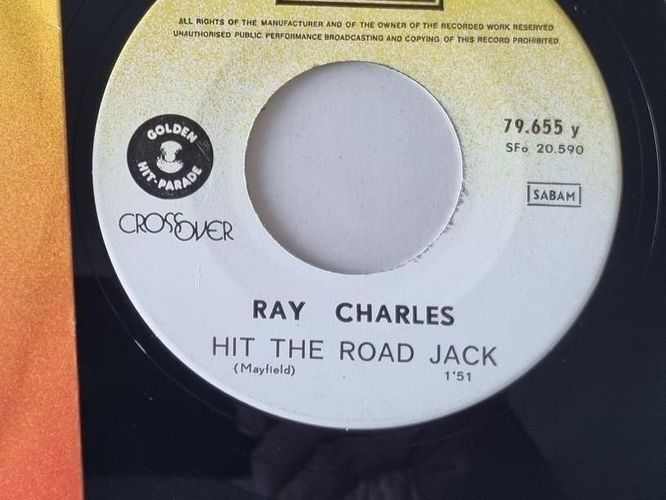 ALL RIGHTS OF THE MANUFACTURER AND OF THE OWNER OF THE RECORDED WORK RESERVED
UNAUTHORISED PUBLIC PERFORMANCE BROADCASTING AND COPYING OF THIS RECORD PROHIBITED
GOLDEN
HIT-PARADE
CROSSOVER
79.655 y
SFo 20.590
SABAM
RAY CHARLES
HIT THE ROAD JACK
(Mayfield) 1'51